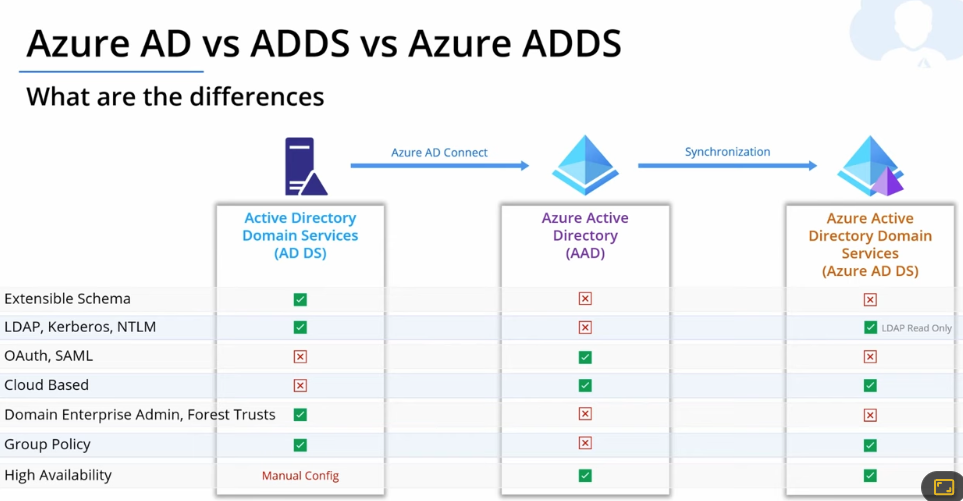 Azure AD vs ADDS vs Azure ADDS
What are the differences
Azure AD Connect
Synchronization
Active Directory
Domain Services
(AD DS)
Azure Active
Directory
(AAD)
Azure Active
Directory Domain
Services
(Azure AD DS)
Extensible Schema
LDAP, Kerberos, NTLM
LDAP Read Only
OAuth, SAML
Cloud Based
Domain Enterprise Admin, Forest Trusts
Group Policy
High Availability
Manual Config